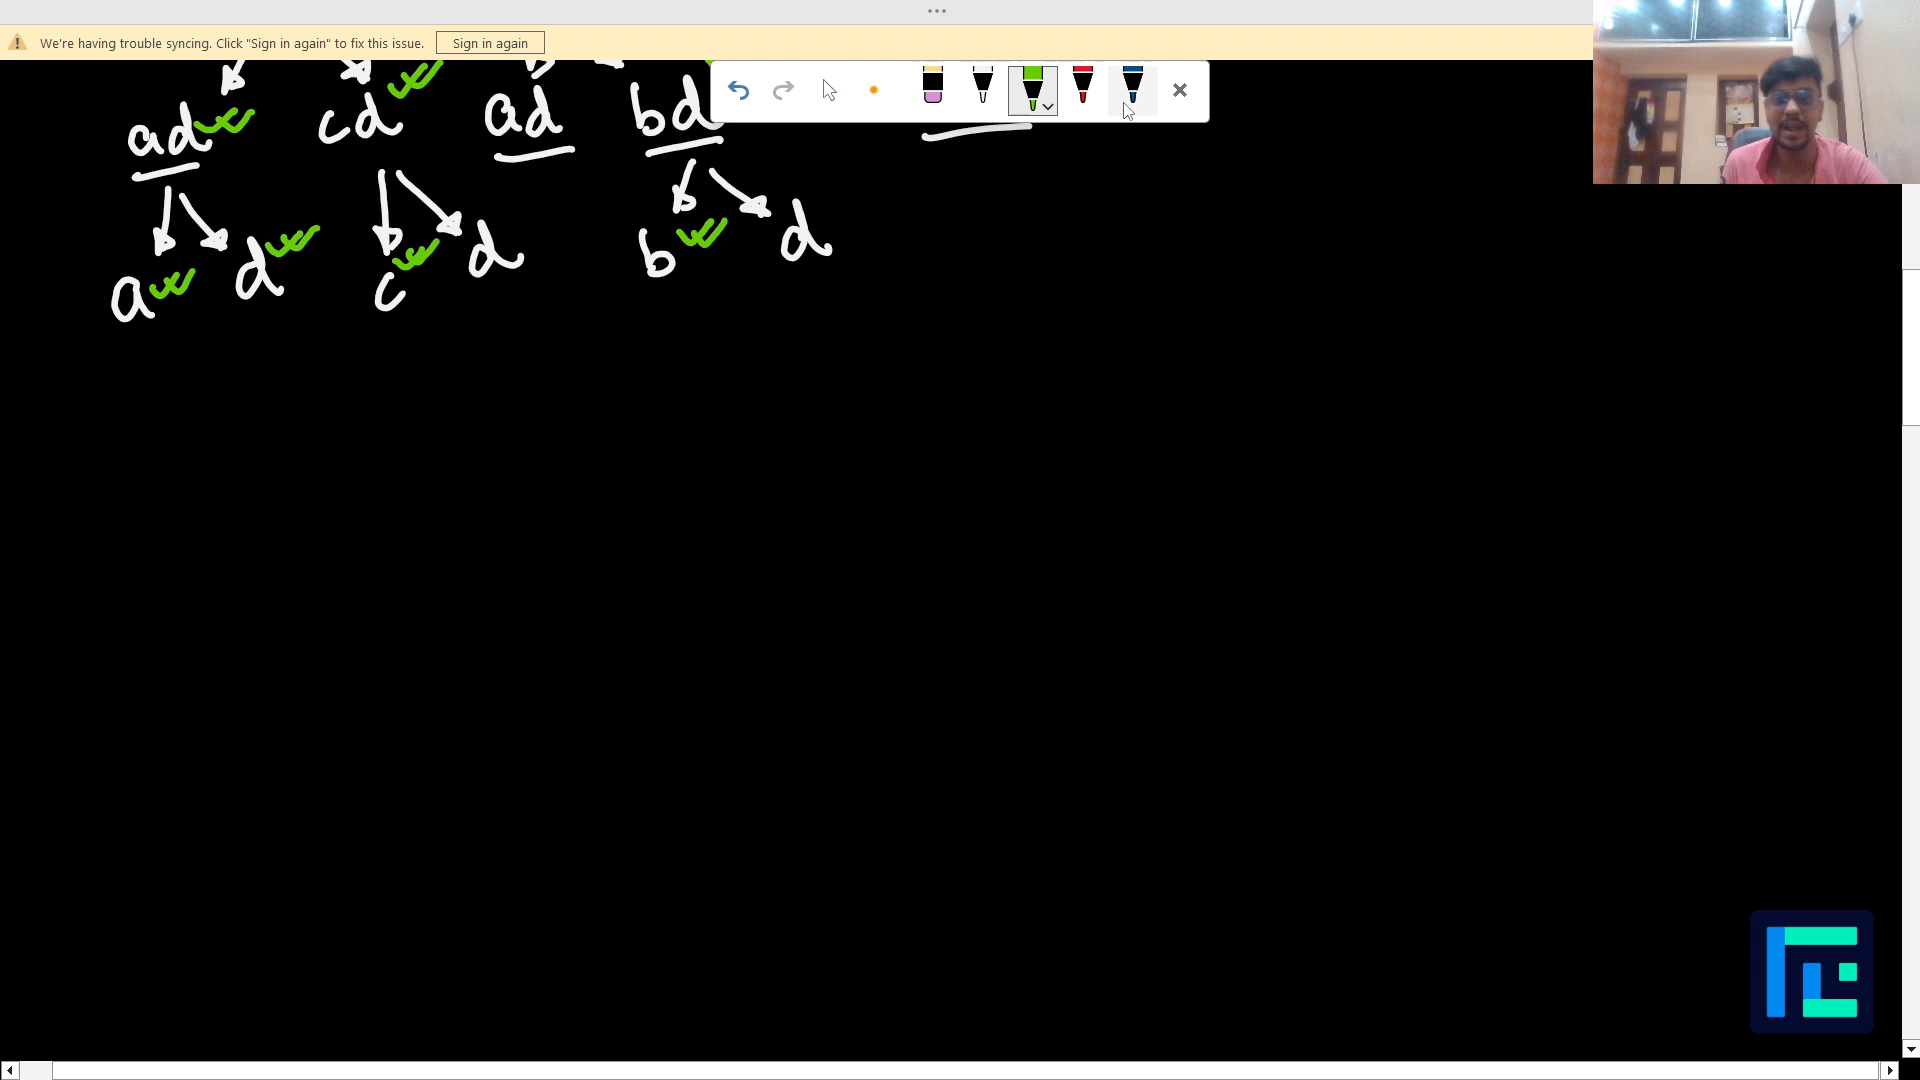 We're having trouble syncing. Click "Sign in again" to fix this issue. Sign in again
ad cd ad bd
a d c d b d